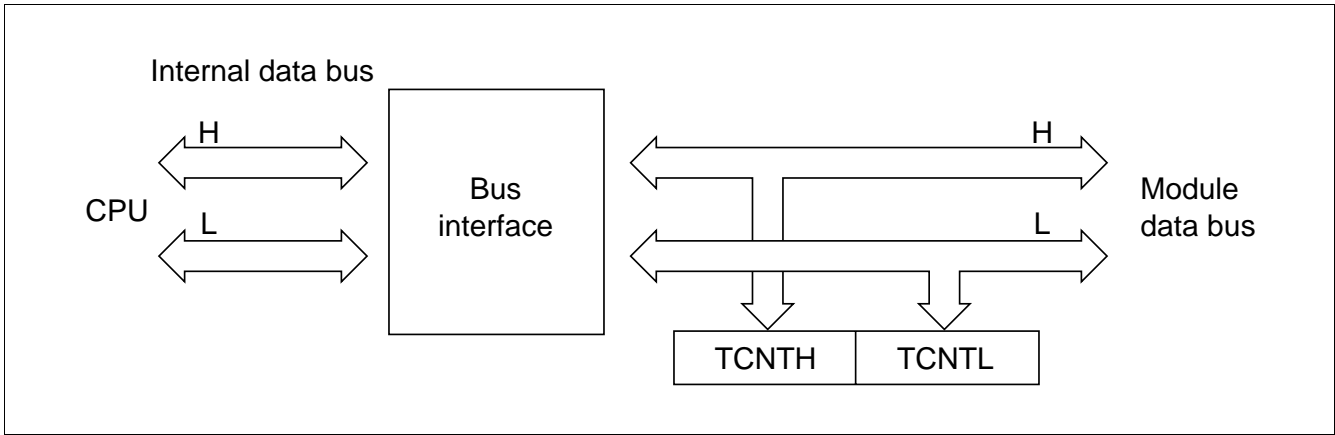 Internal data bus
H
H
CPU
Bus
interface
Module
data bus
L
L
TCNTH
TCNTL